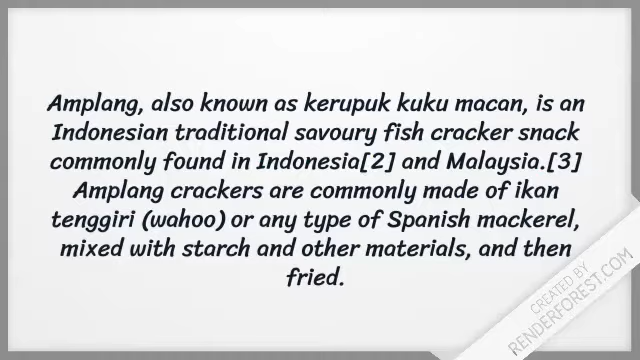 Amplang, also known as kerupuk kuku macan, is an
Indonesian traditional savoury fish cracker snack
commonly found in Indonesia[2] and Malaysia.[3]
Amplang crackers are commonly made of ikan
tenggiri (wahoo) or any type of Spanish mackerel,
mixed with starch and other materials, and then
fried.
CREATED BY
RENDERFOREST.COM